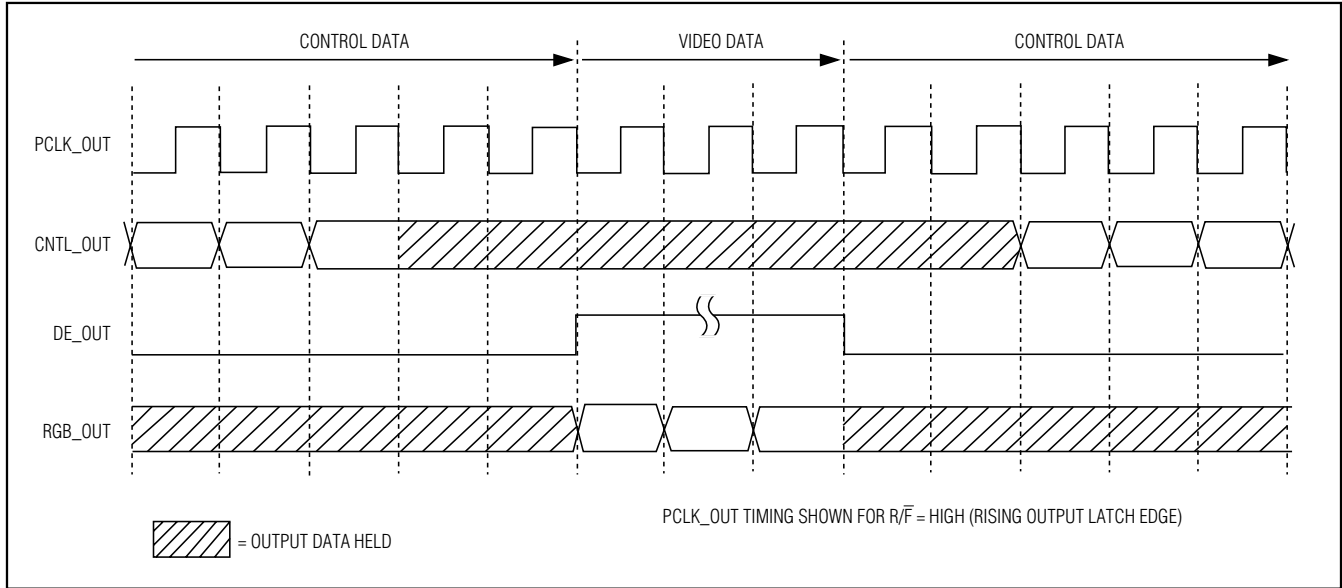 CONTROL DATA
VIDEO DATA
CONTROL DATA
PCLK_OUT
CNTL_OUT
DE_OUT
RGB_OUT
PCLK_OUT TIMING SHOWN FOR R/F̅ = HIGH (RISING OUTPUT LATCH EDGE)
= OUTPUT DATA HELD